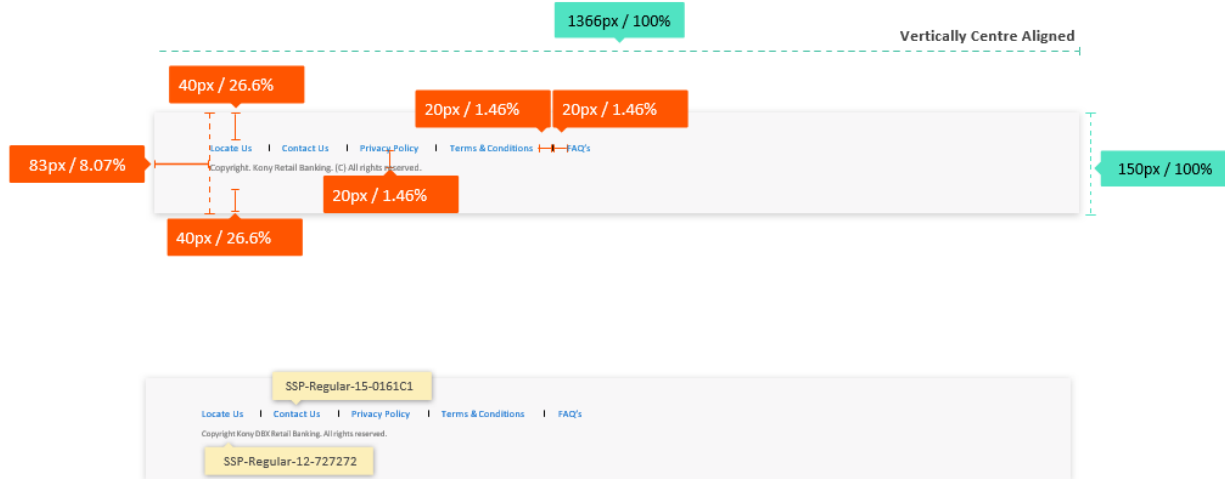 1366px / 100%
Vertically Centre Aligned
40px / 26.6%
20px / 1.46%
20px / 1.46%
Locate Us I Contact Us I Privacy Policy I Terms & Conditions I FAQ's
83px / 8.07%
Copyright. Kony Retail Banking. (C) All rights reserved.
150px / 100%
20px / 1.46%
40px / 26.6%
SSP-Regular-15-0161C1
Locate Us I Contact Us I Privacy Policy I Terms & Conditions I FAQ's
Copyright Kony DBX Retail Banking. All rights reserved.
SSP-Regular-12-727272